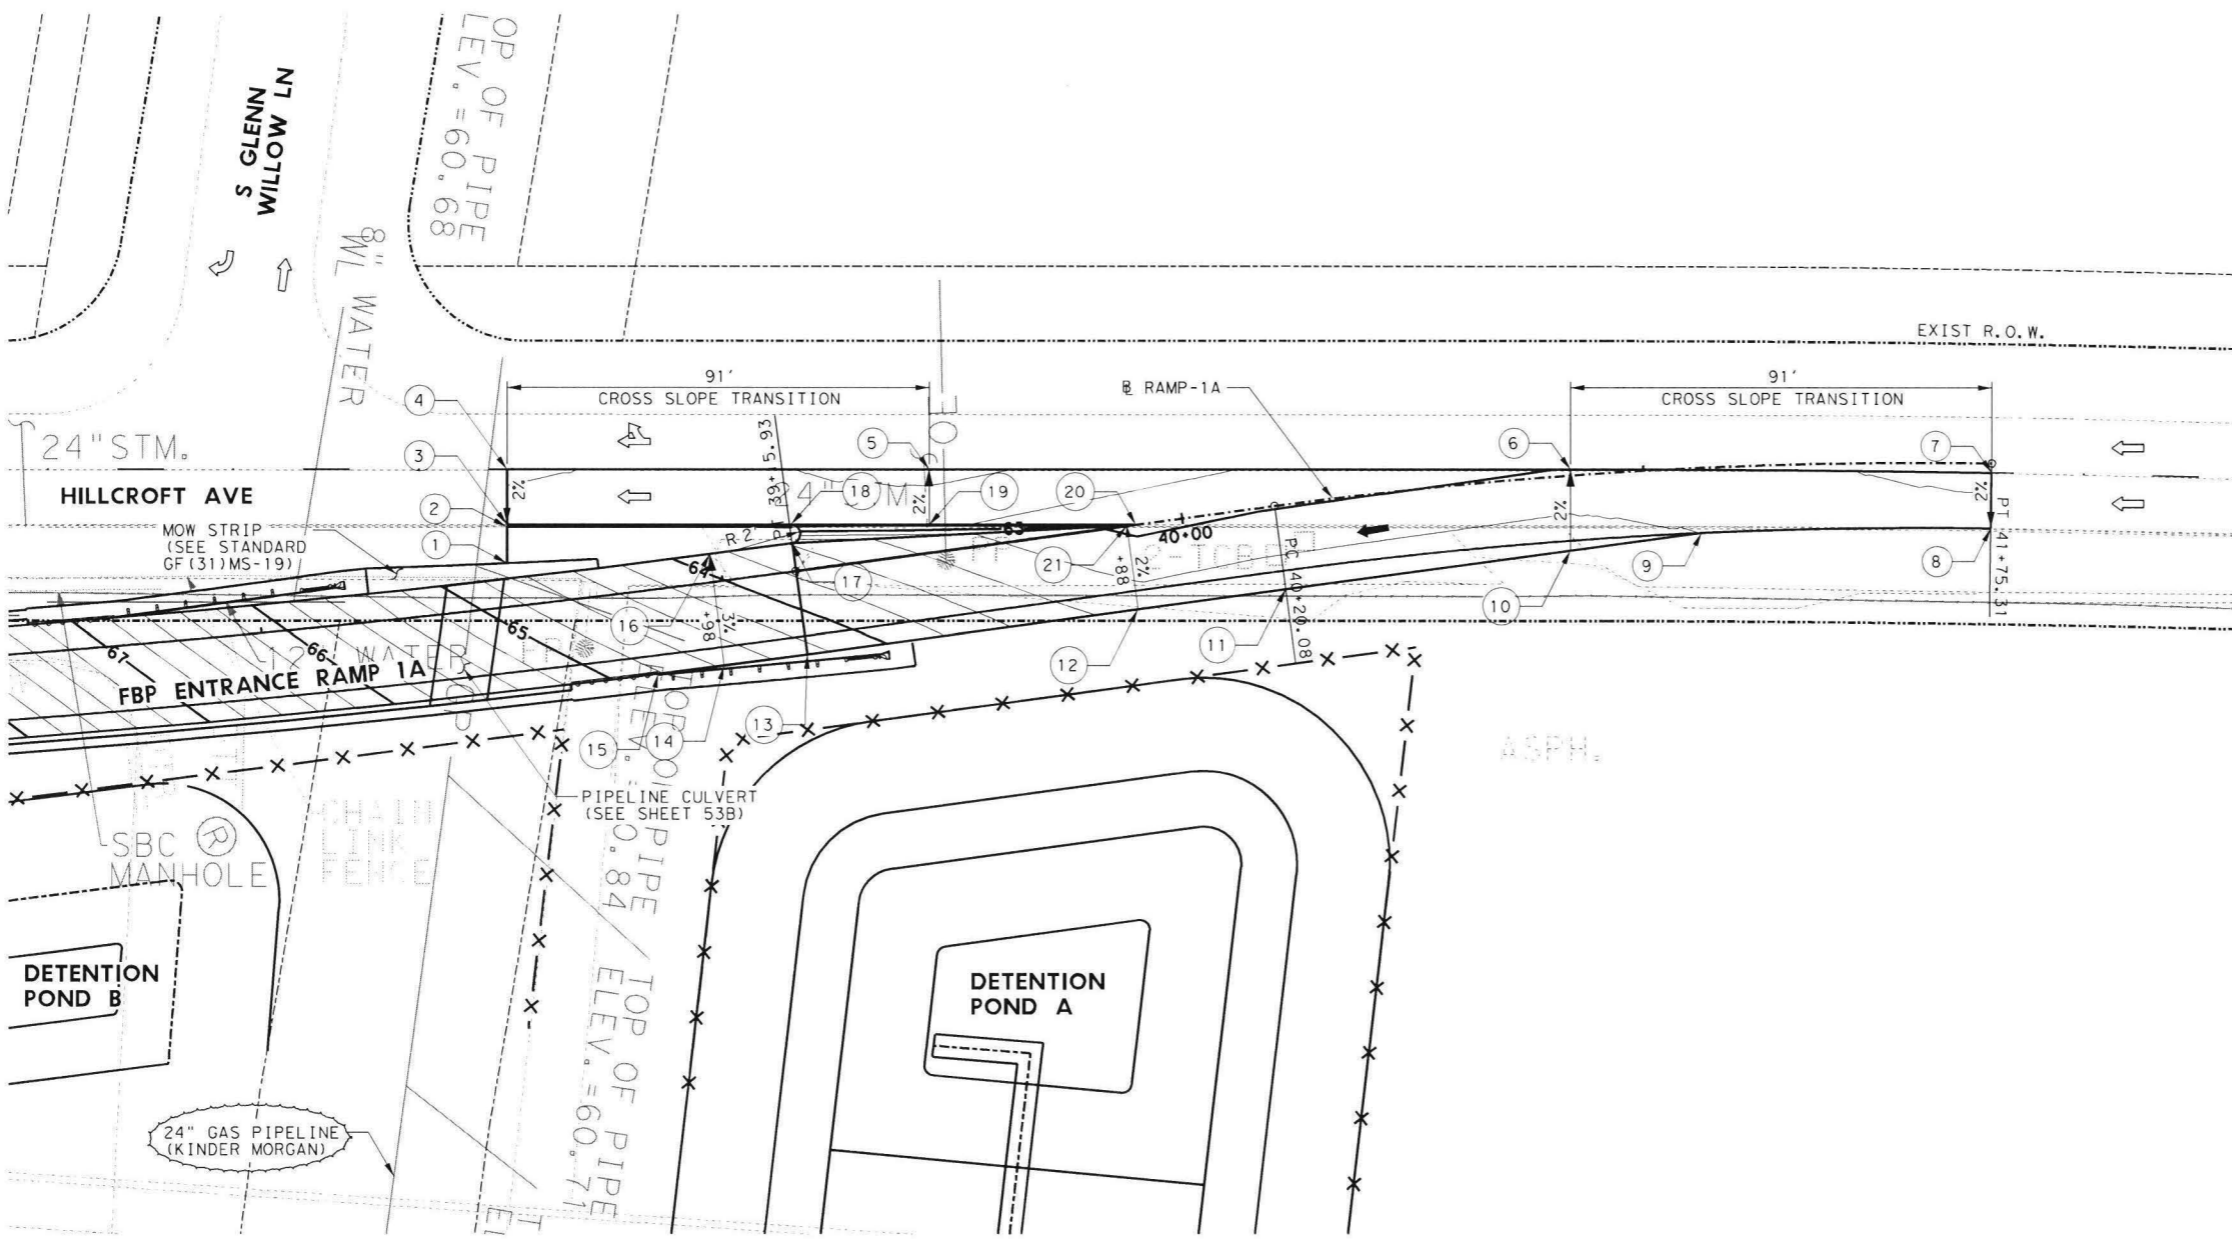 OP OF PIPE
LEV.=60.68
S GLENN
WILLOW LN
8"
WL WATER
EXIST R.O.W.
91'
CROSS SLOPE TRANSITION
℄ RAMP-1A
91'
CROSS SLOPE TRANSITION
4
3
2
1
5
6
7
24"STM.
HILLCROFT AVE
2%
39+15.93
18
2%
19
20
2%
2%
PT 41+75.31
MOW STRIP
(SEE STANDARD
GF(31)MS-19)
R 2'
63
40+00
PC 40+20.08
64
17
21
+88
2%
9
8
10
16
+98
3%
65
66
67
12" WATER
FBP ENTRANCE RAMP 1A
11
12
13
14
15
PIPELINE CULVERT
(SEE SHEET 53B)
ASPH.
SBC
MANHOLE
R
CHAIN
LINK
FENCE
DETENTION
POND B
DETENTION
POND A
TOP OF PIPE
ELEV.=60.71
24" GAS PIPELINE
(KINDER MORGAN)